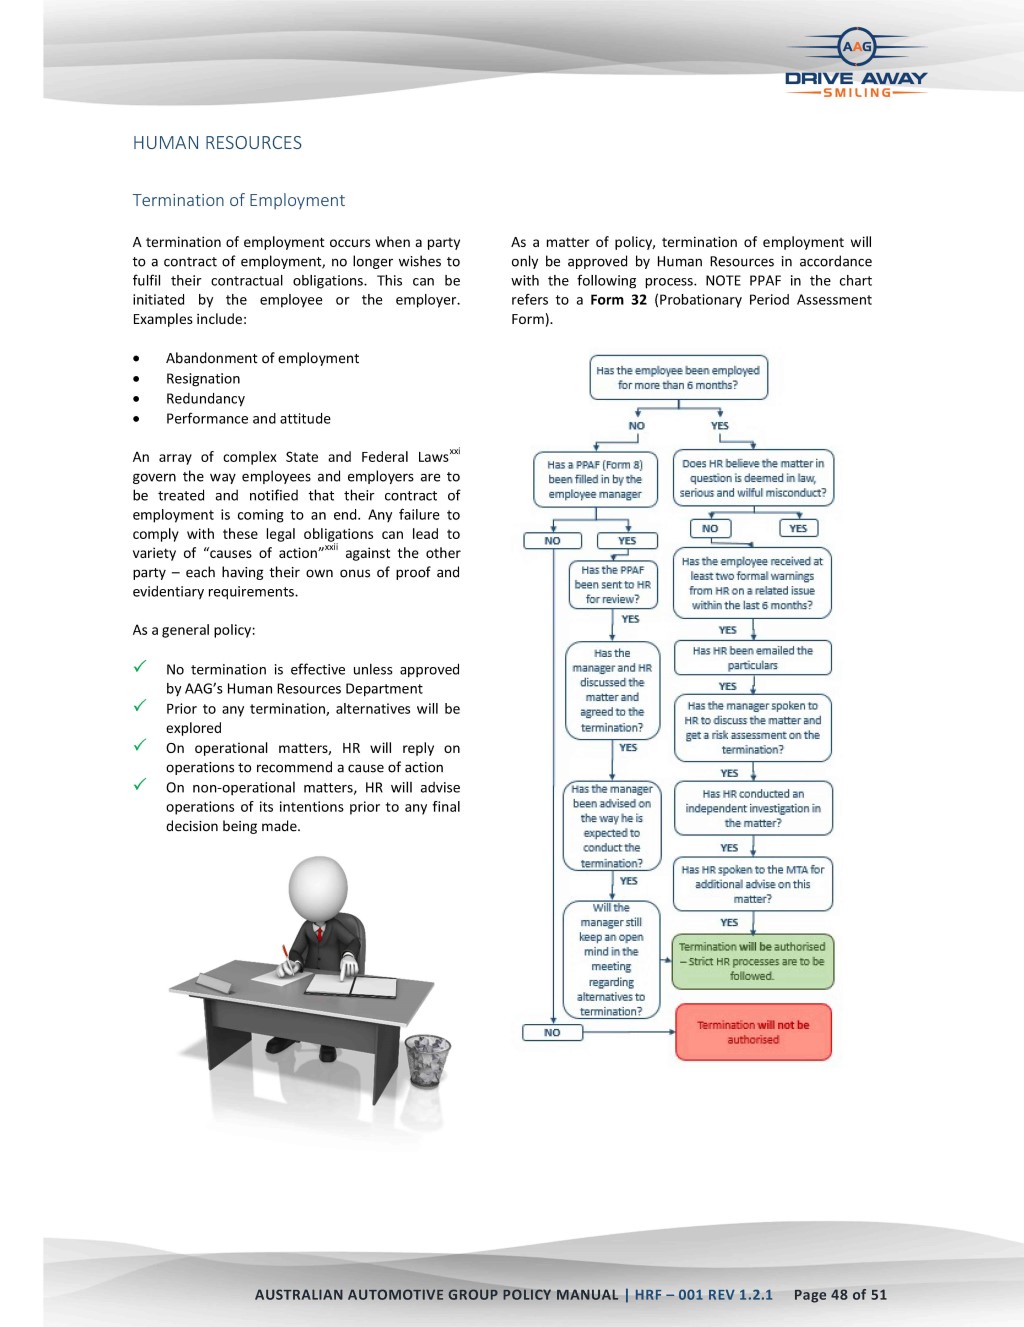 AAG
DRIVE AWAY
SMILING
HUMAN RESOURCES
Termination of Employment
A termination of employment occurs when a party
to a contract of employment, no longer wishes to
fulfil their contractual obligations. This can be
initiated by the employee or the employer.
Examples include:
• Abandonment of employment
• Resignation
• Redundancy
• Performance and attitude
An array of complex State and Federal Lawsxxi
govern the way employees and employers are to
be treated and notified that their contract of
employment is coming to an end. Any failure to
comply with these legal obligations can lead to
variety of “causes of action”xxii against the other
party – each having their own onus of proof and
evidentiary requirements.
As a general policy:
✓ No termination is effective unless approved
by AAG’s Human Resources Department
✓ Prior to any termination, alternatives will be
explored
✓ On operational matters, HR will reply on
operations to recommend a cause of action
✓ On non-operational matters, HR will advise
operations of its intentions prior to any final
decision being made.
As a matter of policy, termination of employment will
only be approved by Human Resources in accordance
with the following process. NOTE PPAF in the chart
refers to a Form 32 (Probationary Period Assessment
Form).
Has the employee been employed
for more than 6 months?
NO
YES
Has a PPAF (Form 8)
been filled in by the
employee manager
NO
YES
Has the PPAF
been sent to HR
for review?
YES
Has the
manager and HR
discussed the
matter and
agreed to the
termination?
YES
Has the manager
been advised on
the way he is
expected to
conduct the
termination?
YES
Will the
manager still
keep an open
mind in the
meeting
regarding
alternatives to
termination?
NO
Does HR believe the matter in
question is deemed in law,
serious and wilful misconduct?
NO
YES
Has the employee received at
least two formal warnings
from HR on a related issue
within the last 6 months?
YES
Has HR been emailed the
particulars
YES
Has the manager spoken to
HR to discuss the matter and
get a risk assessment on the
termination?
YES
Has HR conducted an
independent investigation in
the matter?
YES
Has HR spoken to the MTA for
additional advise on this
matter?
YES
Termination will be authorised
– Strict HR processes are to be
followed.
Termination will not be
authorised
AUSTRALIAN AUTOMOTIVE GROUP POLICY MANUAL | HRF – 001 REV 1.2.1 Page 48 of 51